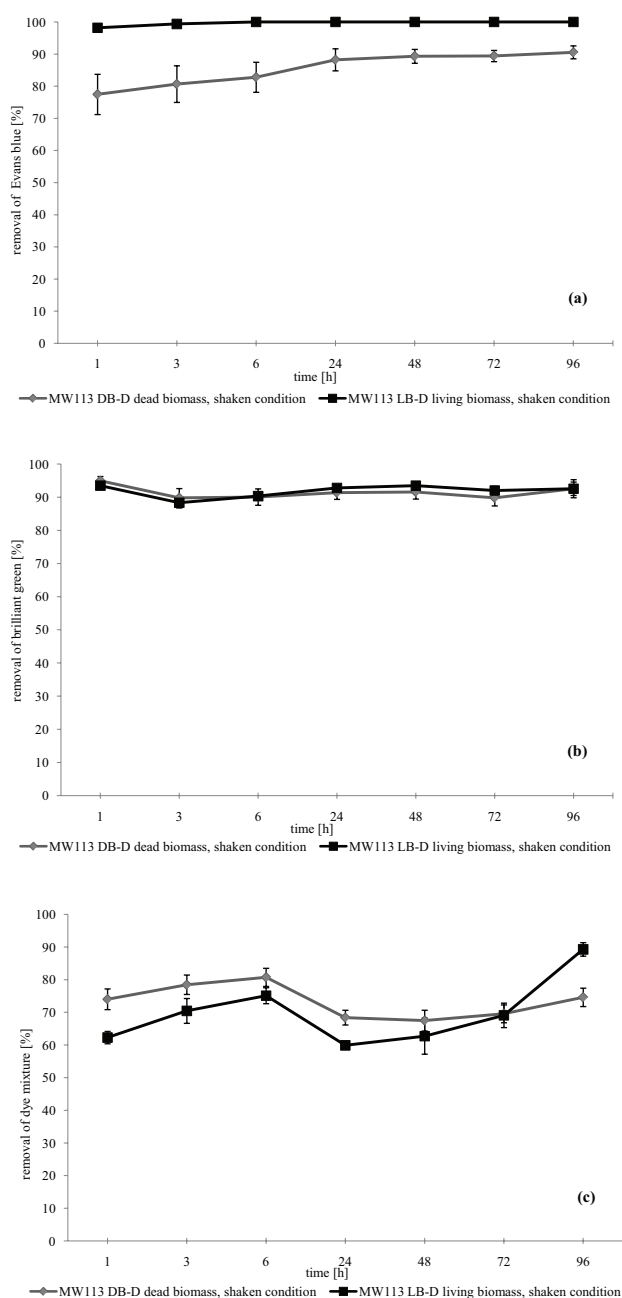 100
90
80
70
60
50
40
30
20
10
0
removal of Evans blue [%]
(a)
1 3 6 24 48 72 96
time [h]
MW113 DB-D dead biomass, shaken condition MW113 LB-D living biomass, shaken condition
100
90
80
70
60
50
40
30
20
10
0
removal of brilliant green [%]
(b)
1 3 6 24 48 72 96
time [h]
MW113 DB-D dead biomass, shaken condition MW113 LB-D living biomass, shaken condition
100
90
80
70
60
50
40
30
20
10
0
removal of dye mixture [%]
(c)
1 3 6 24 48 72 96
time [h]
MW113 DB-D dead biomass, shaken condition MW113 LB-D living biomass, shaken condition